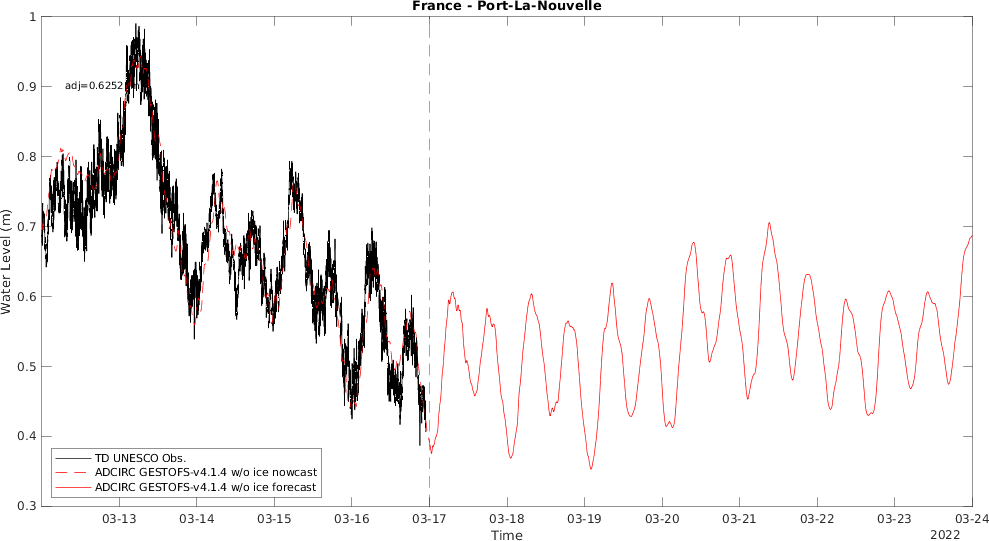 France - Port-La-Nouvelle
1
0.9
0.8
0.7
0.6
0.5
0.4
0.3
Water Level (m)
adj=0.6252
TD UNESCO Obs.
ADCIRC GESTOFS-v4.1.4 w/o ice nowcast
ADCIRC GESTOFS-v4.1.4 w/o ice forecast
03-13 03-14 03-15 03-16 03-17 03-18 03-19 03-20 03-21 03-22 03-23 03-24
Time
2022